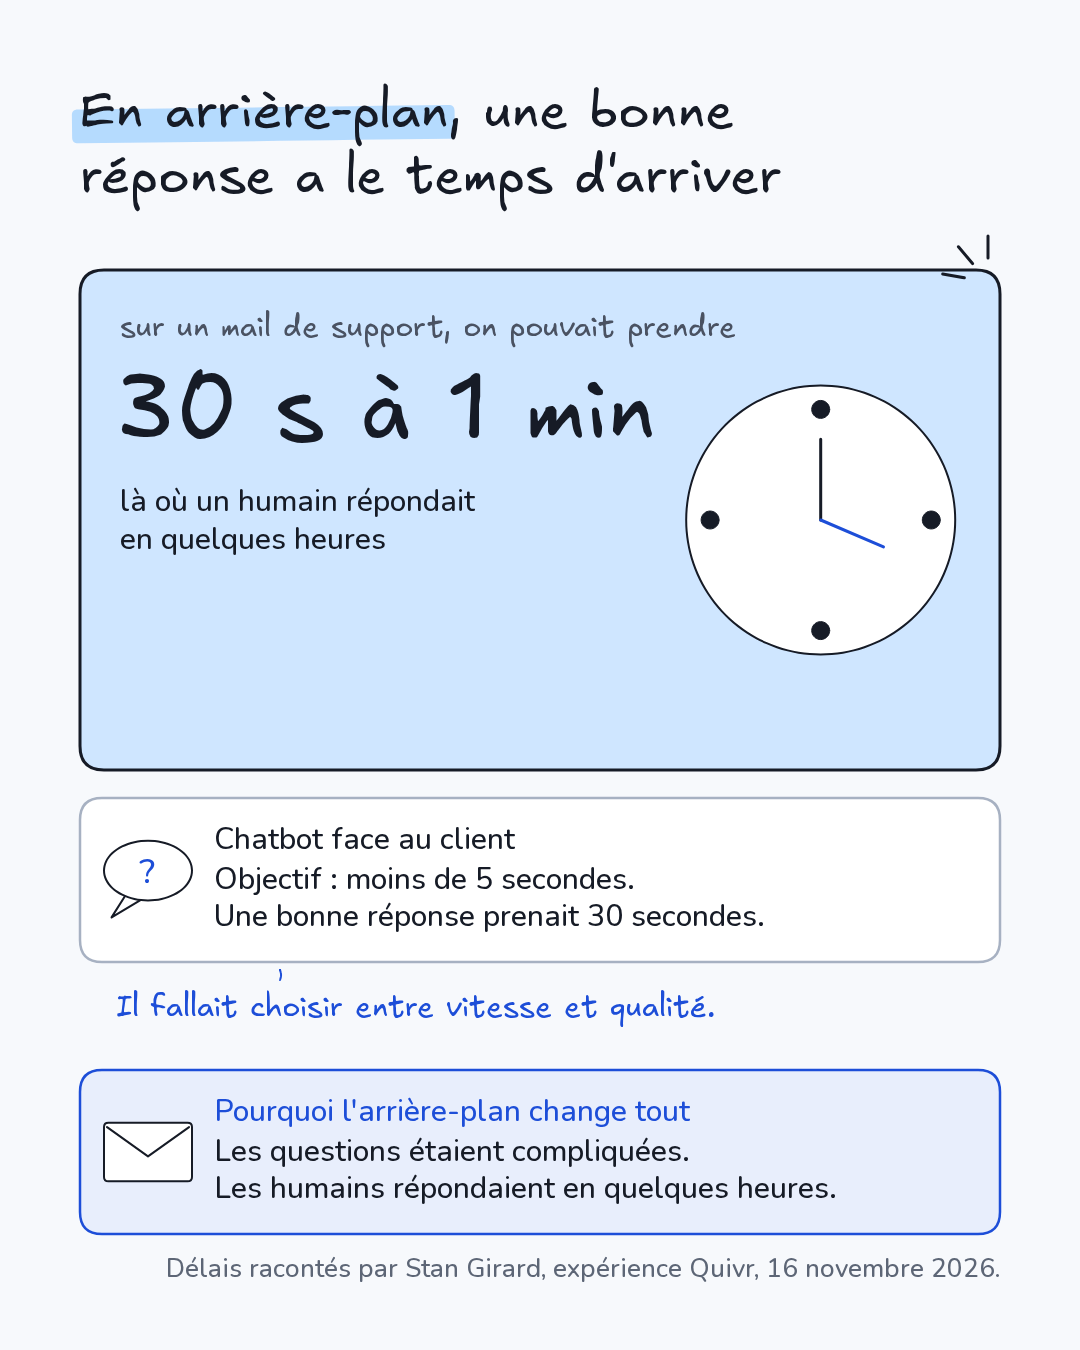 En arrière-plan, une bonne
réponse a le temps d'arriver
sur un mail de support, on pouvait prendre
30 s à 1 min
là où un humain répondait
en quelques heures
?
Chatbot face au client
Objectif : moins de 5 secondes.
Une bonne réponse prenait 30 secondes.
Il fallait choisir entre vitesse et qualité.
Pourquoi l'arrière-plan change tout
Les questions étaient compliquées.
Les humains répondaient en quelques heures.
Délais racontés par Stan Girard, expérience Quivr, 16 novembre 2026.